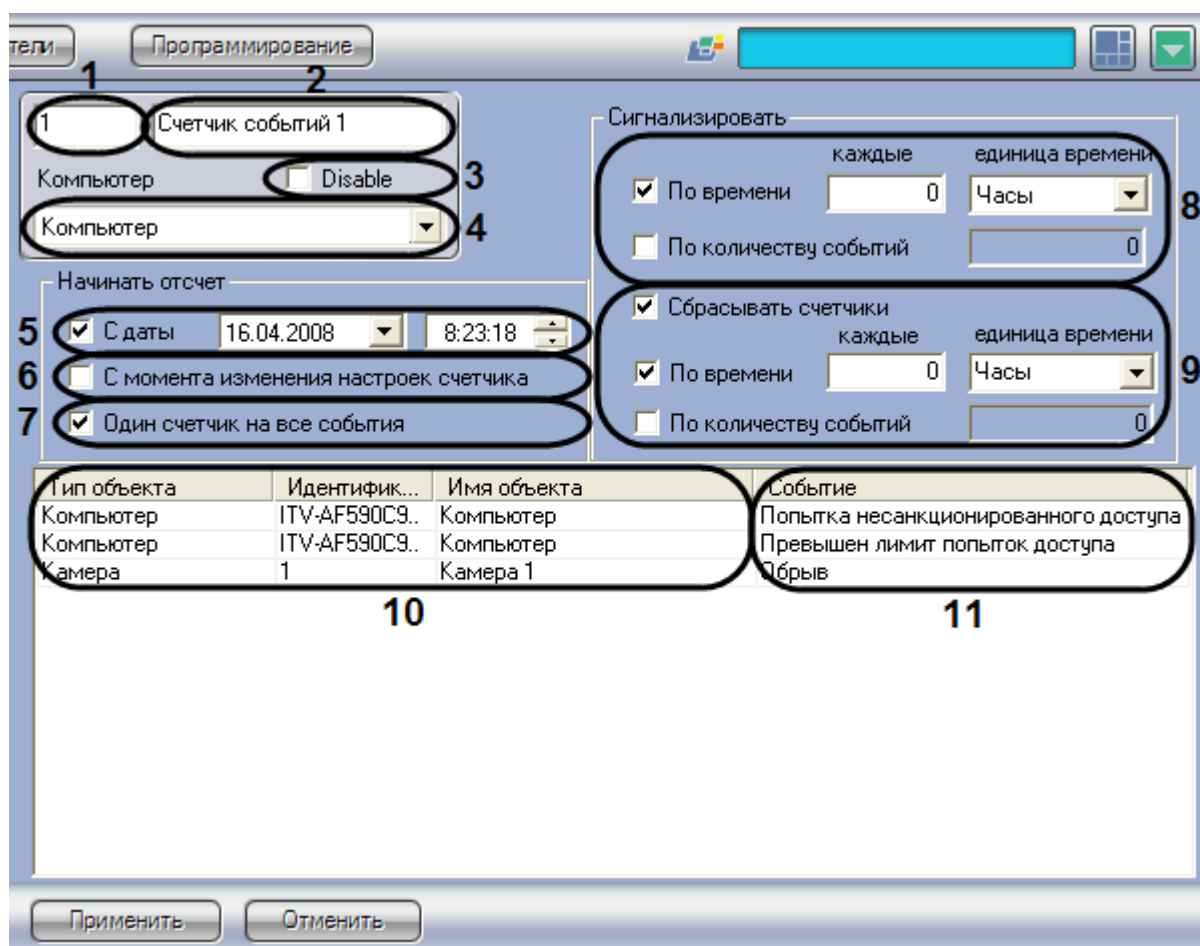 тели Программирование
1 2
1 Счетчик событий 1
Компьютер Disable 3
Компьютер 4
Начинать отсчет
5 С даты 16.04.2008 8:23:18
6 С момента изменения настроек счетчика
7 Один счетчик на все события
Сигнализировать
каждые единица времени
По времени 0 Часы 8
По количеству событий 0
Сбрасывать счетчики
каждые единица времени
По времени 0 Часы 9
По количеству событий 0
Тип объекта Идентифик... Имя объекта Событие
Компьютер ITV-AF590C9.. Компьютер Попытка несанкционированного доступа
Компьютер ITV-AF590C9.. Компьютер Превышен лимит попыток доступа
Камера 1 Камера 1 Обрыв
10 11
Применить Отменить